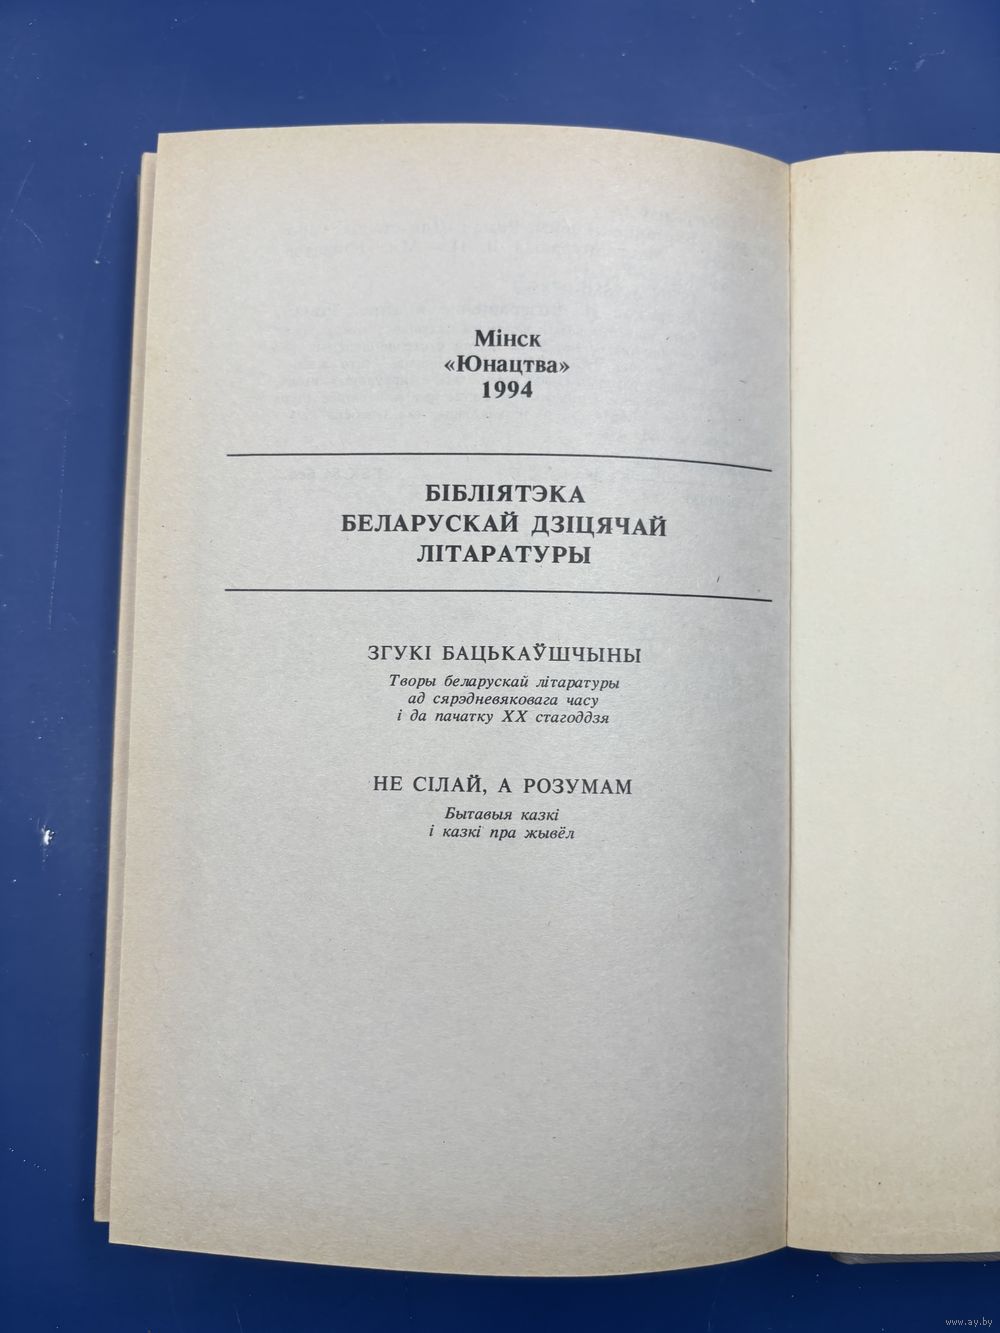 Мінск
«Юнацтва»
1994
БІБЛІЯТЭКА
БЕЛАРУСКАЙ ДЗІЦЯЧАЙ
ЛІТАРАТУРЫ
ЗГУКІ БАЦЬКАЎШЧЫНЫ
Творы беларускай літаратуры
ад сярэдневяковага часу
і да пачатку XX стагоддзя
НЕ СІЛАЙ, А РОЗУМАМ
Бытавыя казкі
і казкі пра жывёл
www.ay.by